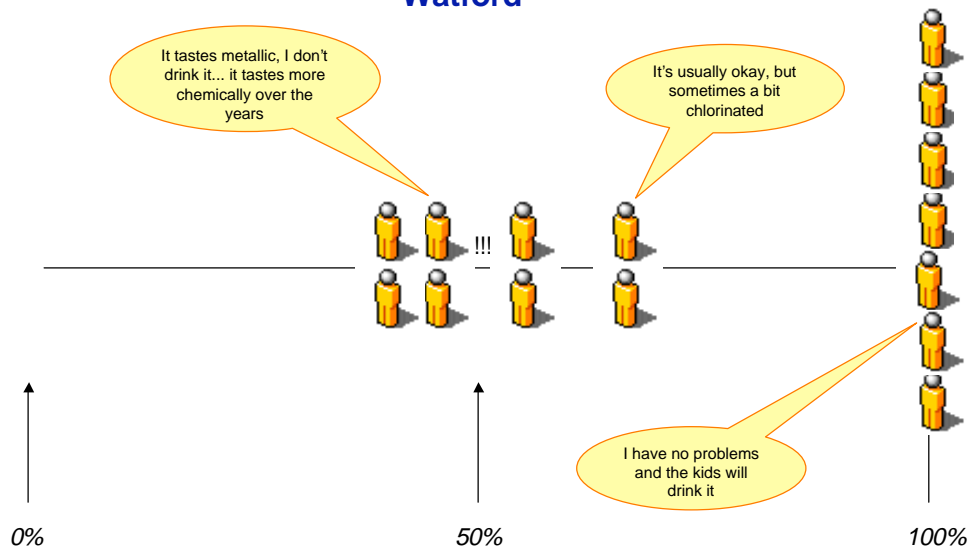 Watford
It tastes metallic, I don't
drink it... it tastes more
chemically over the
years
It's usually okay, but
sometimes a bit
chlorinated
!!!
I have no problems
and the kids will
drink it
0%
50%
100%